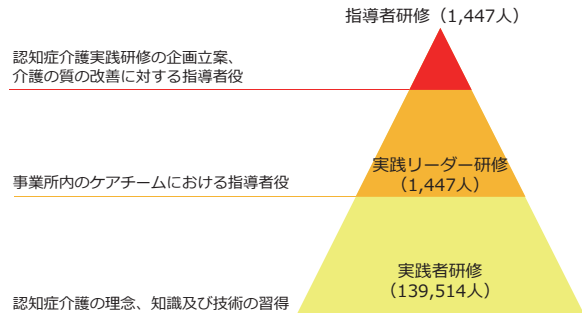 指導者研修（1,447人）
認知症介護実践研修の企画立案、
介護の質の改善に対する指導者役
実践リーダー研修
（1,447人）
事業所内のケアチームにおける指導者役
実践者研修
（139,514人）
認知症介護の理念、知識及び技術の習得